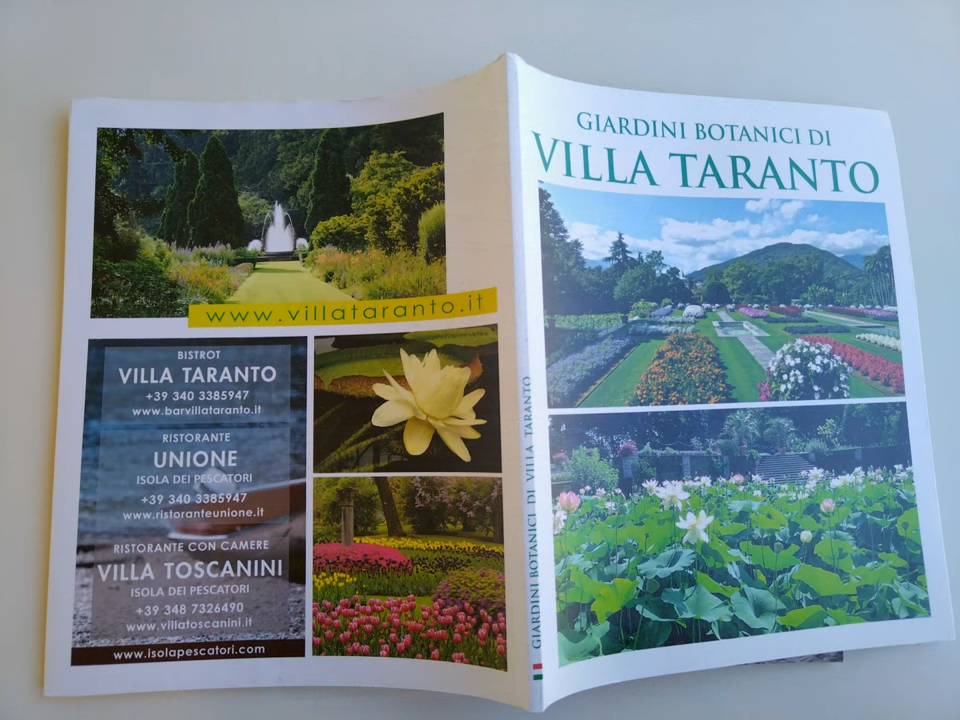 www.villataranto.it
BISTROT
VILLA TARANTO
+39 340 3385947
www.barvillataranto.it
RISTORANTE
UNIONE
ISOLA DEI PESCATORI
+39 340 3385947
www.ristoranteunione.it
RISTORANTE CON CAMERE
VILLA TOSCANINI
ISOLA DEI PESCATORI
+39 348 7326490
www.villatoscanini.it
www.isolapescatori.com
GIARDINI BOTANICI DI VILLA TARANTO
GIARDINI BOTANICI DI
VILLA TARANTO